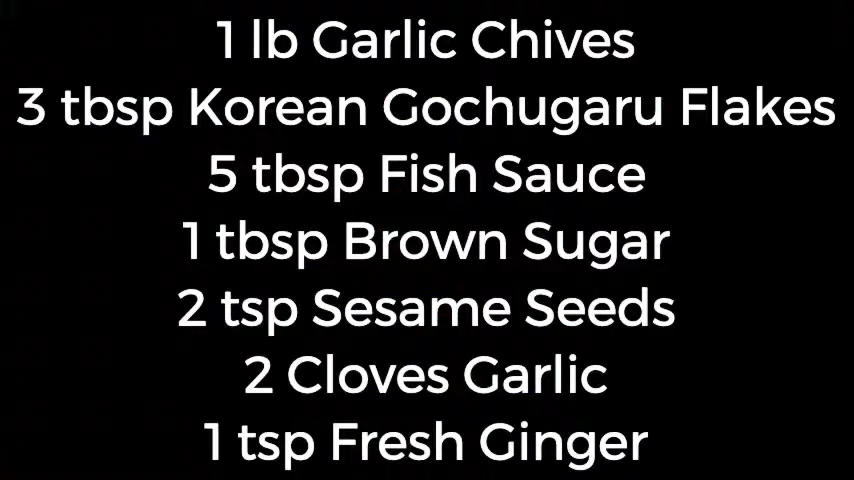 1 lb Garlic Chives
3 tbsp Korean Gochugaru Flakes
5 tbsp Fish Sauce
1 tbsp Brown Sugar
2 tsp Sesame Seeds
2 Cloves Garlic
1 tsp Fresh Ginger